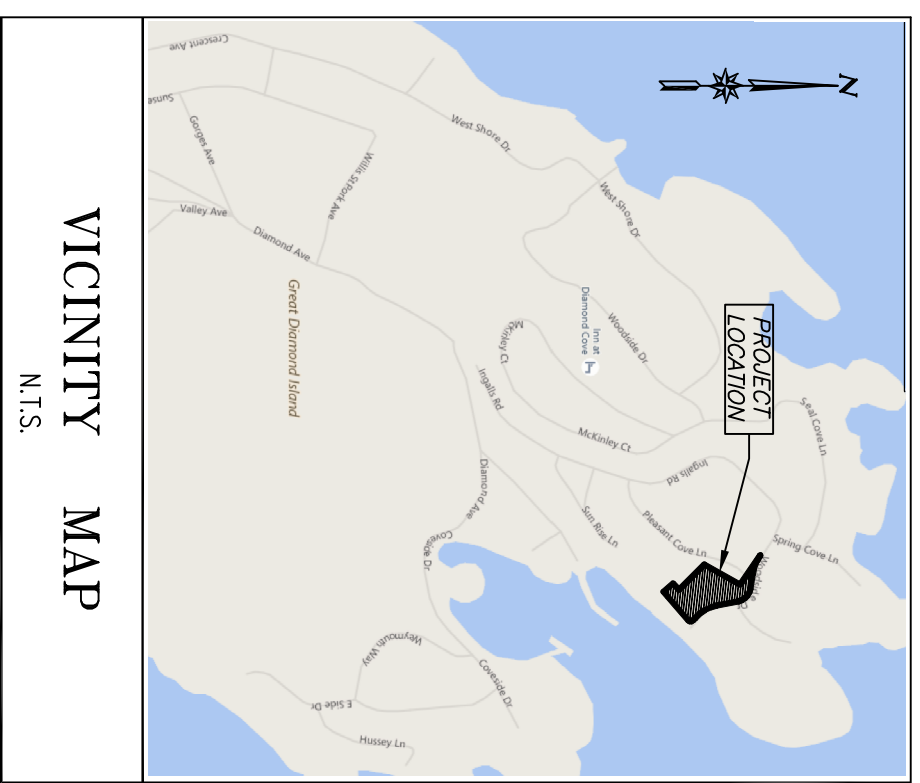 N
Crescent Ave
Gorges Ave
Valley Ave
Willis St Pork Ave
Diamond Ave
West Shore Dr
West Shore Dr
Woodside Dr
Inn at
Diamond Cove
McKinley Ct
McKinley Ct
Ingalls Rd
Ingalls Rd
Great Diamond Island
PROJECT
LOCATION
Seal Cove Ln
Spring Cove Ln
Pleasant Cove Ln
Woodside Dr
Sun Rise Ln
Diamond Ave
Coveside Dr
Coveside Dr
Weymouth Way
E Side Dr
Hussey Ln
VICINITY MAP
N.T.S.